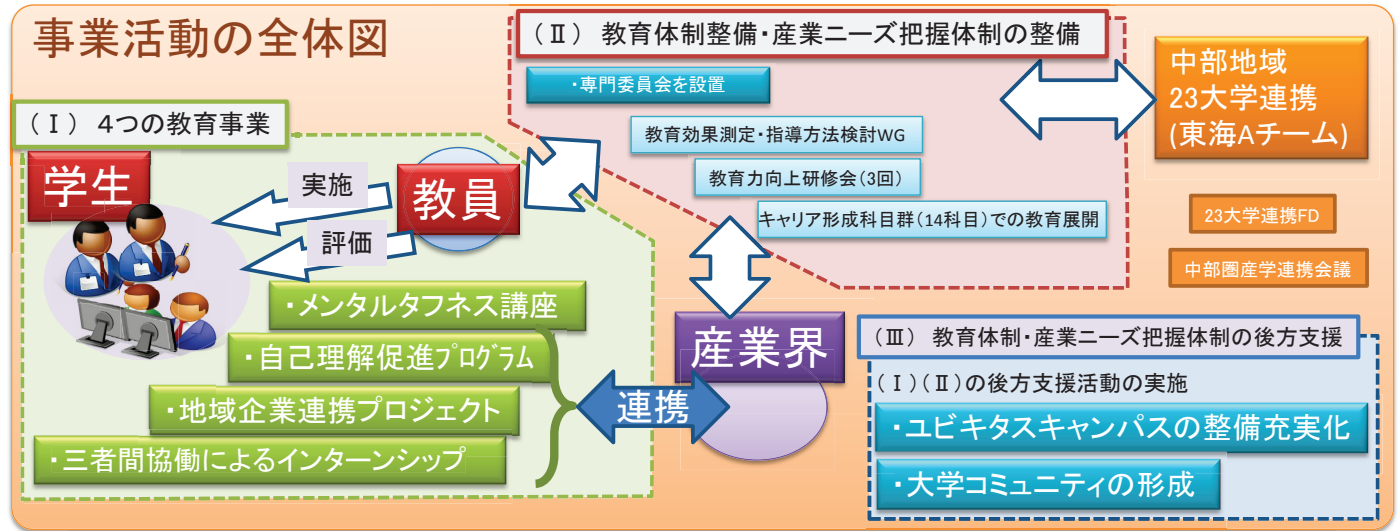 事業活動の全体図
(Ⅰ) 4つの教育事業
学生
教員
実施
評価
・メンタルタフネス講座
・自己理解促進プログラム
・地域企業連携プロジェクト
・三者間協働によるインターンシップ
連携
産業界
(Ⅱ) 教育体制整備・産業ニーズ把握体制の整備
・専門委員会を設置
教育効果測定・指導方法検討WG
教育力向上研修会(3回)
キャリア形成科目群(14科目)での教育展開
中部地域
23大学連携
(東海Aチーム)
23大学連携FD
中部圏産学連携会議
(Ⅲ) 教育体制・産業ニーズ把握体制の後方支援
(Ⅰ)(Ⅱ)の後方支援活動の実施
・ユビキタスキャンパスの整備充実化
・大学コミュニティの形成